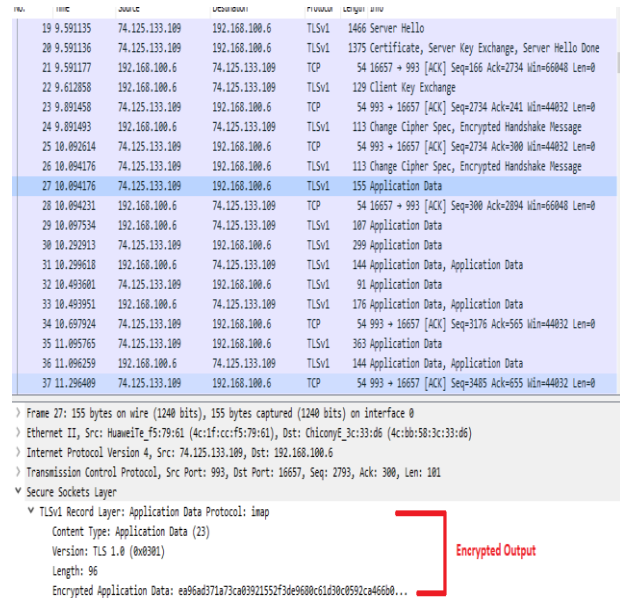 No. Time Source Destination Protocol Length Info
19 9.591135 74.125.133.109 192.168.100.6 TLSv1 1466 Server Hello
20 9.591136 74.125.133.109 192.168.100.6 TLSv1 1375 Certificate, Server Key Exchange, Server Hello Done
21 9.591177 192.168.100.6 74.125.133.109 TCP 54 16657 → 993 [ACK] Seq=166 Ack=2734 Win=66048 Len=0
22 9.612858 192.168.100.6 74.125.133.109 TLSv1 129 Client Key Exchange
23 9.891458 74.125.133.109 192.168.100.6 TCP 54 993 → 16657 [ACK] Seq=2734 Ack=241 Win=44032 Len=0
24 9.891493 192.168.100.6 74.125.133.109 TLSv1 113 Change Cipher Spec, Encrypted Handshake Message
25 10.092614 74.125.133.109 192.168.100.6 TCP 54 993 → 16657 [ACK] Seq=2734 Ack=300 Win=44032 Len=0
26 10.094176 74.125.133.109 192.168.100.6 TLSv1 113 Change Cipher Spec, Encrypted Handshake Message
27 10.094176 74.125.133.109 192.168.100.6 TLSv1 155 Application Data
28 10.094231 192.168.100.6 74.125.133.109 TCP 54 16657 → 993 [ACK] Seq=300 Ack=2894 Win=66048 Len=0
29 10.097534 192.168.100.6 74.125.133.109 TLSv1 107 Application Data
30 10.292913 74.125.133.109 192.168.100.6 TLSv1 299 Application Data
31 10.299618 192.168.100.6 74.125.133.109 TLSv1 144 Application Data, Application Data
32 10.493601 74.125.133.109 192.168.100.6 TLSv1 91 Application Data
33 10.493951 192.168.100.6 74.125.133.109 TLSv1 176 Application Data, Application Data
34 10.697924 74.125.133.109 192.168.100.6 TCP 54 993 → 16657 [ACK] Seq=3176 Ack=565 Win=44032 Len=0
35 11.095765 74.125.133.109 192.168.100.6 TLSv1 363 Application Data
36 11.096259 192.168.100.6 74.125.133.109 TLSv1 144 Application Data, Application Data
37 11.296409 74.125.133.109 192.168.100.6 TCP 54 993 → 16657 [ACK] Seq=3485 Ack=655 Win=44032 Len=0
Frame 27: 155 bytes on wire (1240 bits), 155 bytes captured (1240 bits) on interface 0
Ethernet II, Src: HuaweiTe_f5:79:61 (4c:1f:cc:f5:79:61), Dst: ChiconyE_3c:33:d6 (4c:bb:58:3c:33:d6)
Internet Protocol Version 4, Src: 74.125.133.109, Dst: 192.168.100.6
Transmission Control Protocol, Src Port: 993, Dst Port: 16657, Seq: 2793, Ack: 300, Len: 101
Secure Sockets Layer
TLSv1 Record Layer: Application Data Protocol: imap
Content Type: Application Data (23)
Version: TLS 1.0 (0x0301)
Encrypted Output
Length: 96
Encrypted Application Data: ea96ad371a73ca03921552f3de9680c61d30c0592ca466b0...